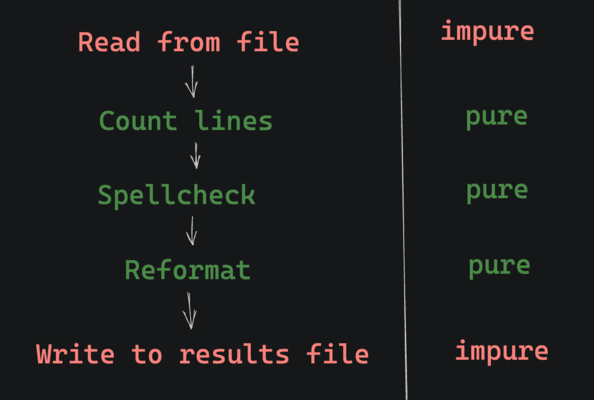 Read from file impure
Count lines pure
Spellcheck pure
Reformat pure
Write to results file impure